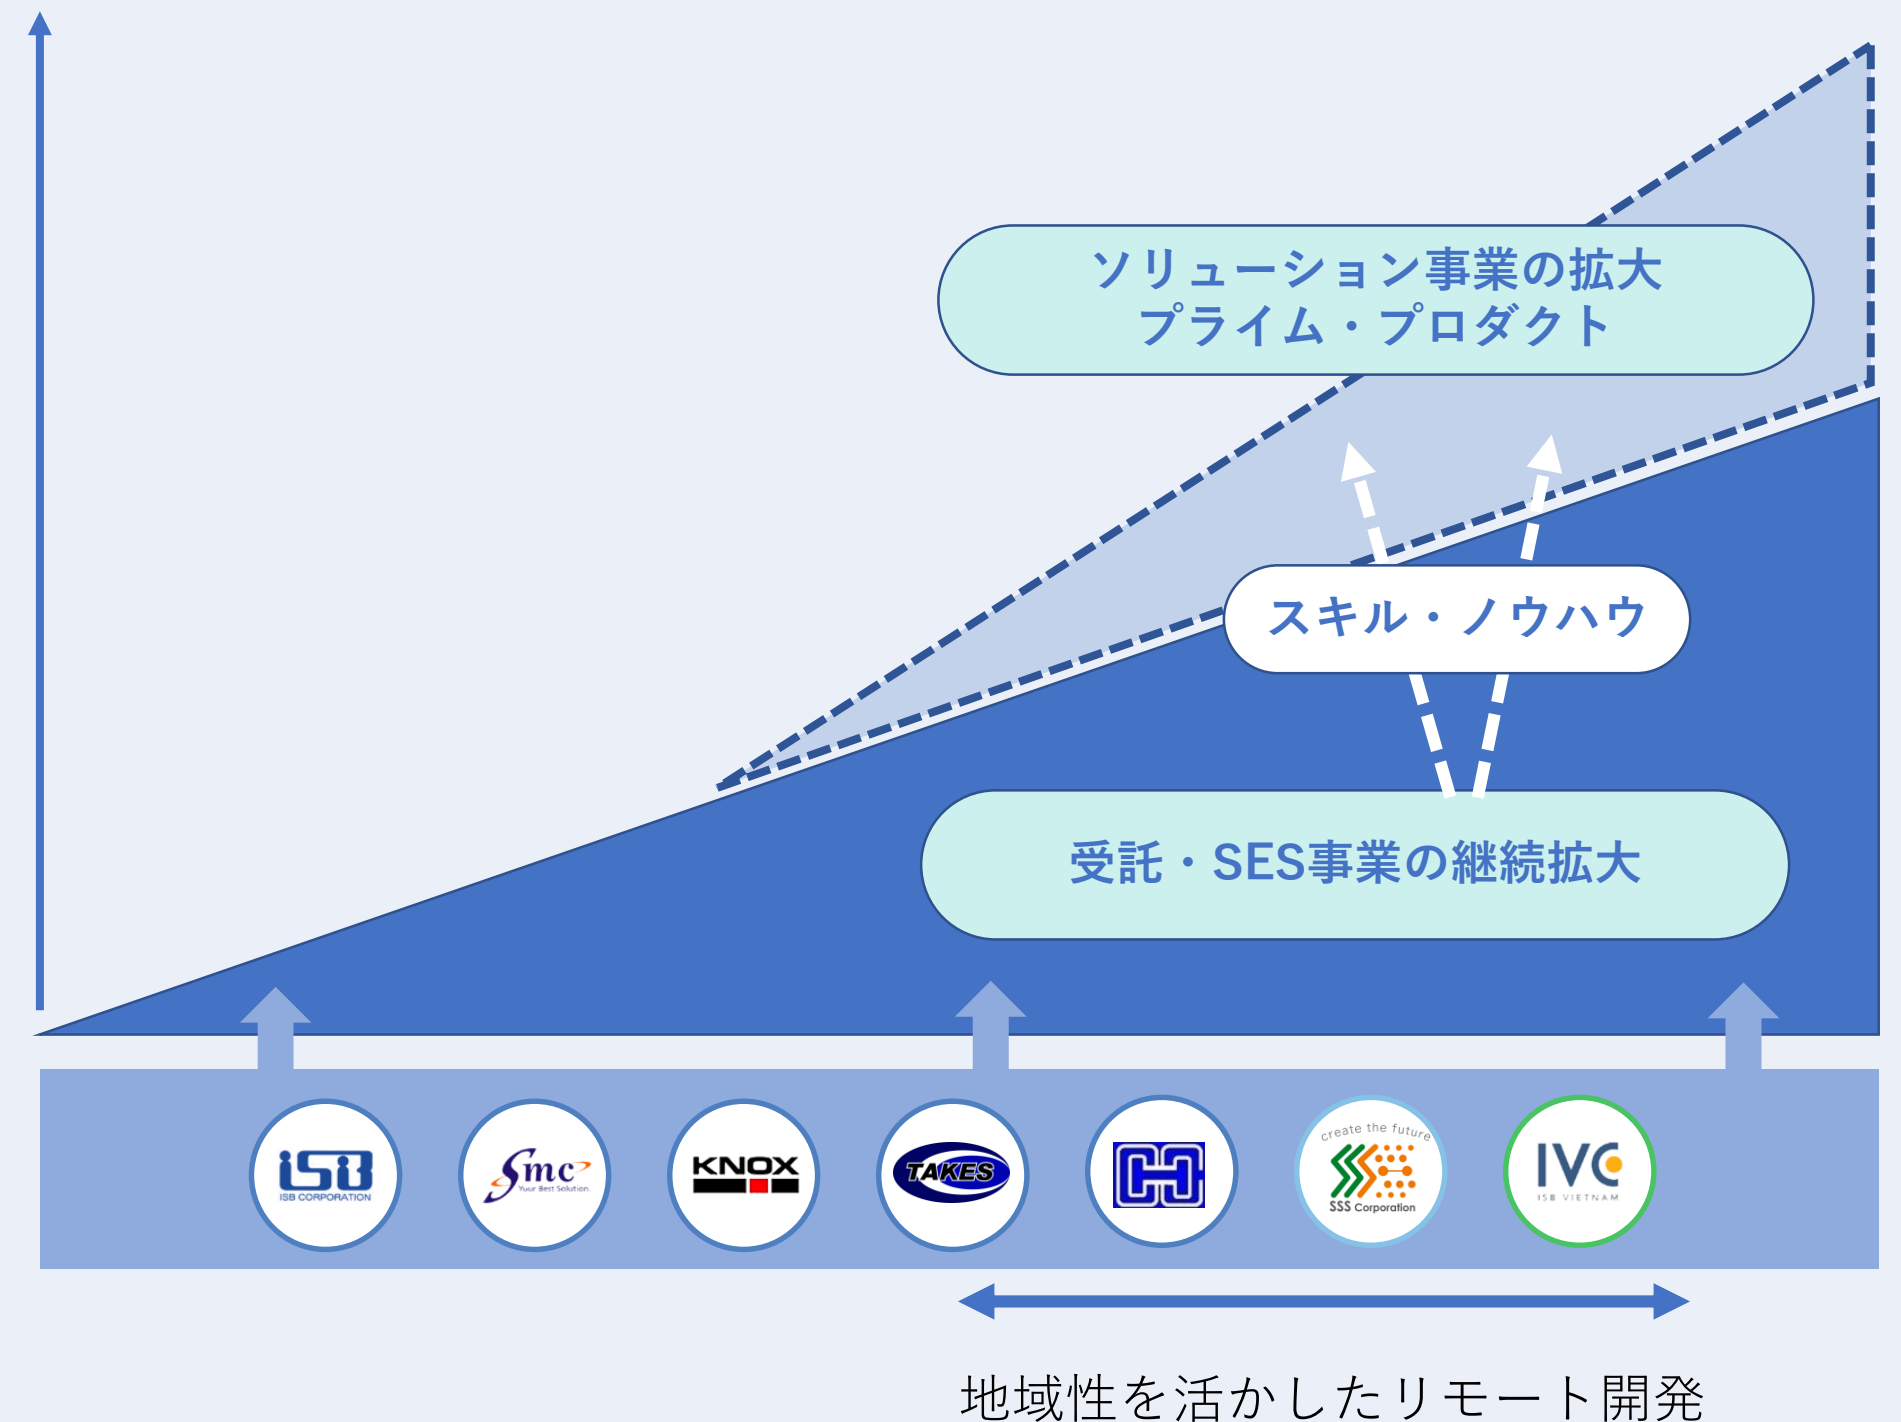 ソリューション事業の拡大
プライム・プロダクト
スキル・ノウハウ
受託・SES事業の継続拡大
iSB
ISB CORPORATION
Smc
Your Best Solution.
KNOX
TAKES
create the future
SSS Corporation
IVC
ISB VIETNAM
地域性を活かしたリモート開発